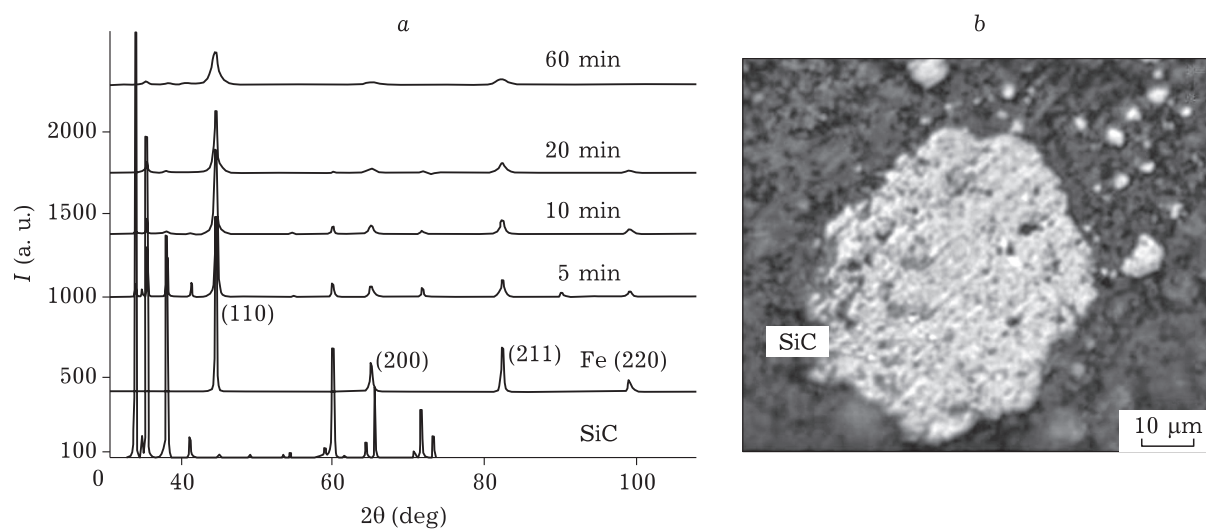 a
60 min
2000
20 min
1500
10 min
I (a. u.)
5 min
1000
(110)
(200)
(211)
Fe (220)
500
SiC
100
0
40
60
80
100
2θ (deg)
b
SiC
10 μm